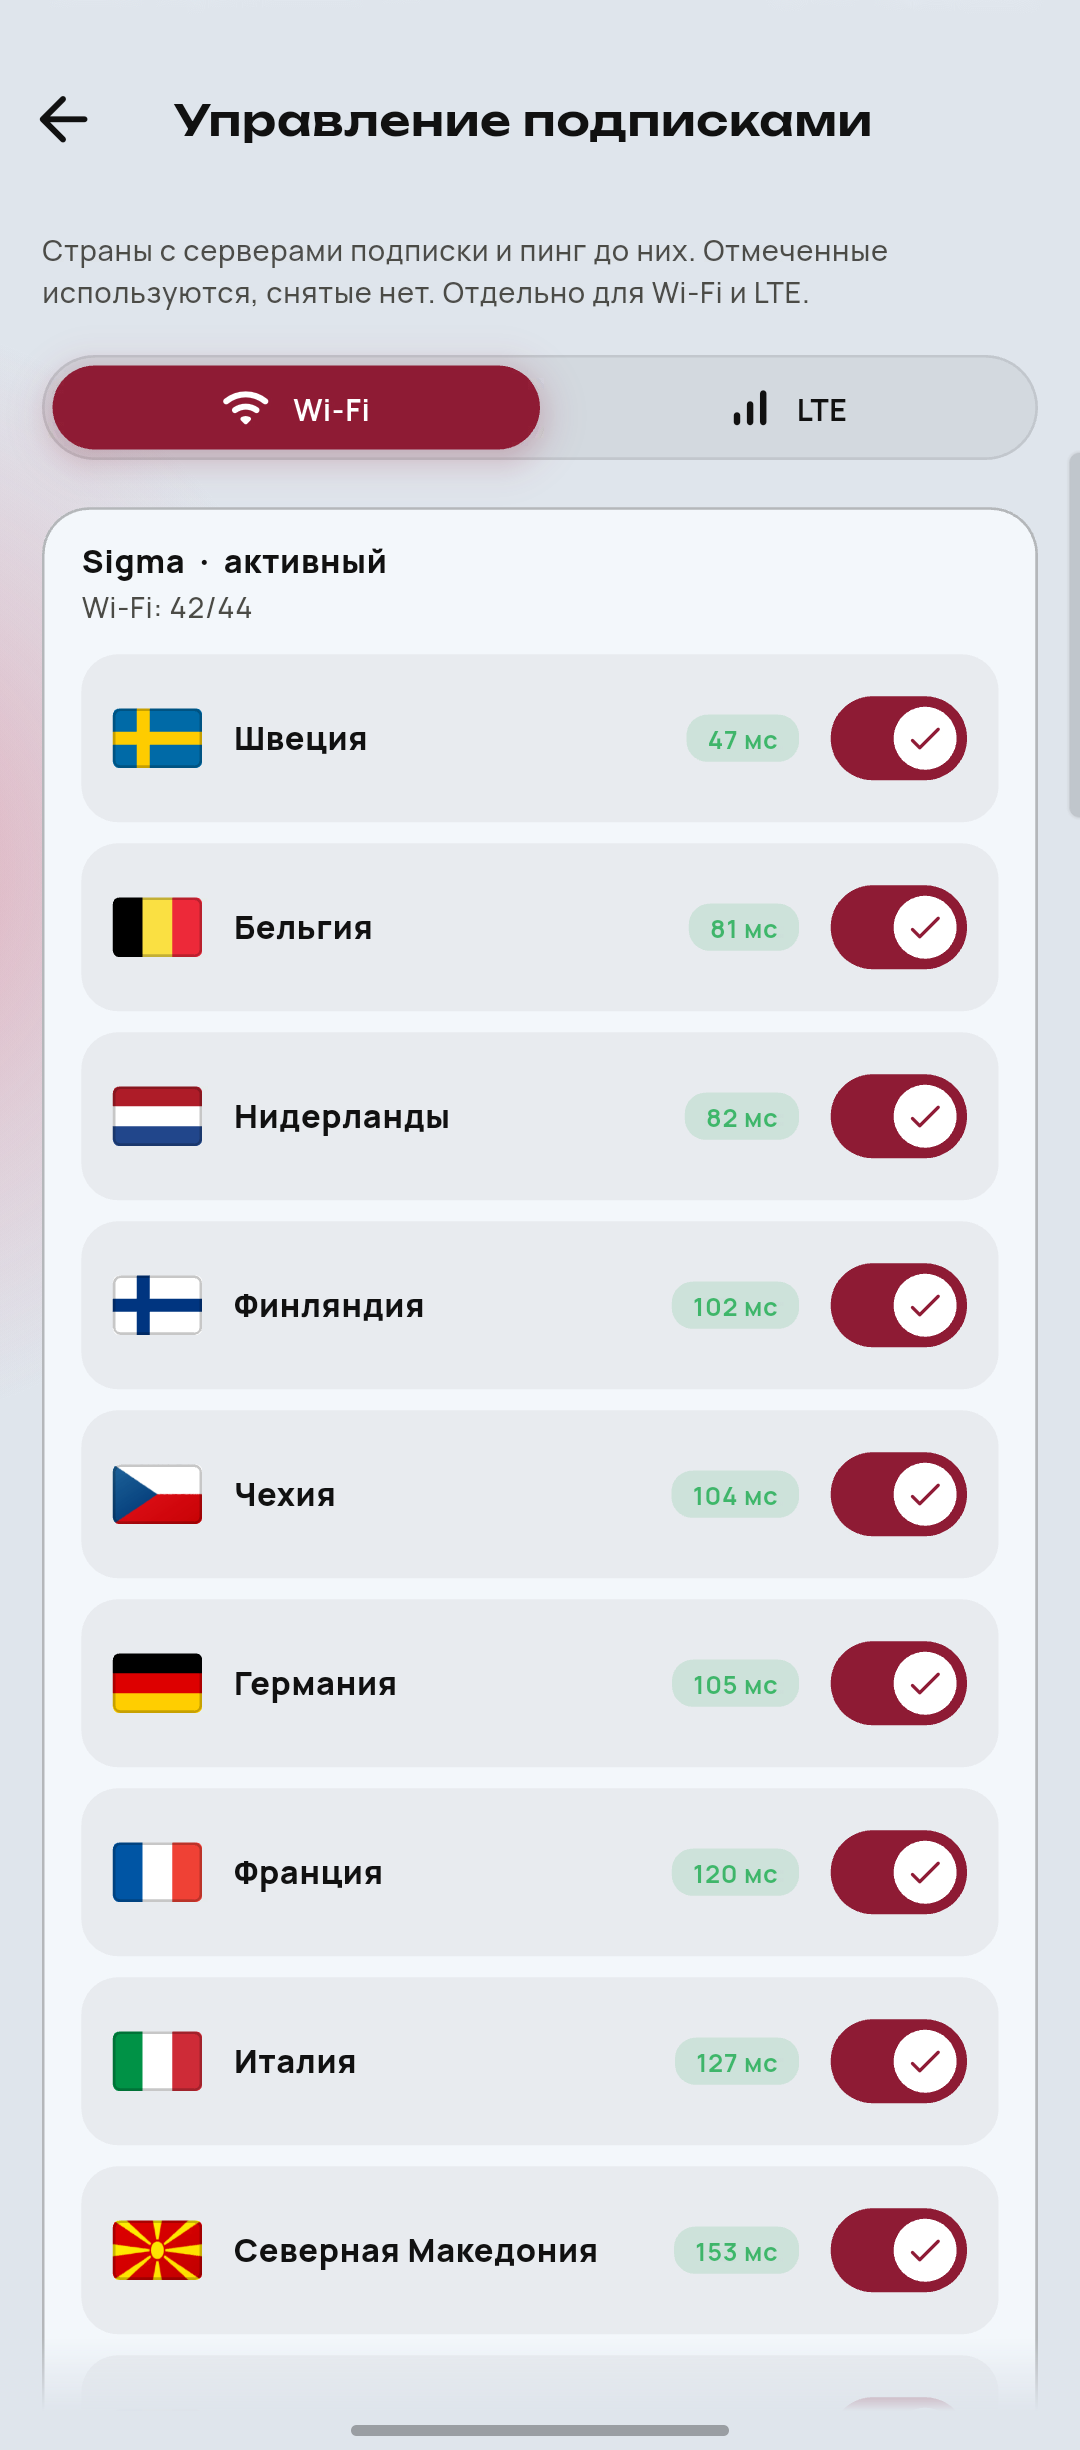 Управление подписками
Страны с серверами подписки и пинг до них. Отмеченные
используются, снятые нет. Отдельно для Wi-Fi и LTE.
Wi-Fi
LTE
Sigma · активный
Wi-Fi: 42/44
Швеция 47 мс
Бельгия 81 мс
Нидерланды 82 мс
Финляндия 102 мс
Чехия 104 мс
Германия 105 мс
Франция 120 мс
Италия 127 мс
Северная Македония 153 мс